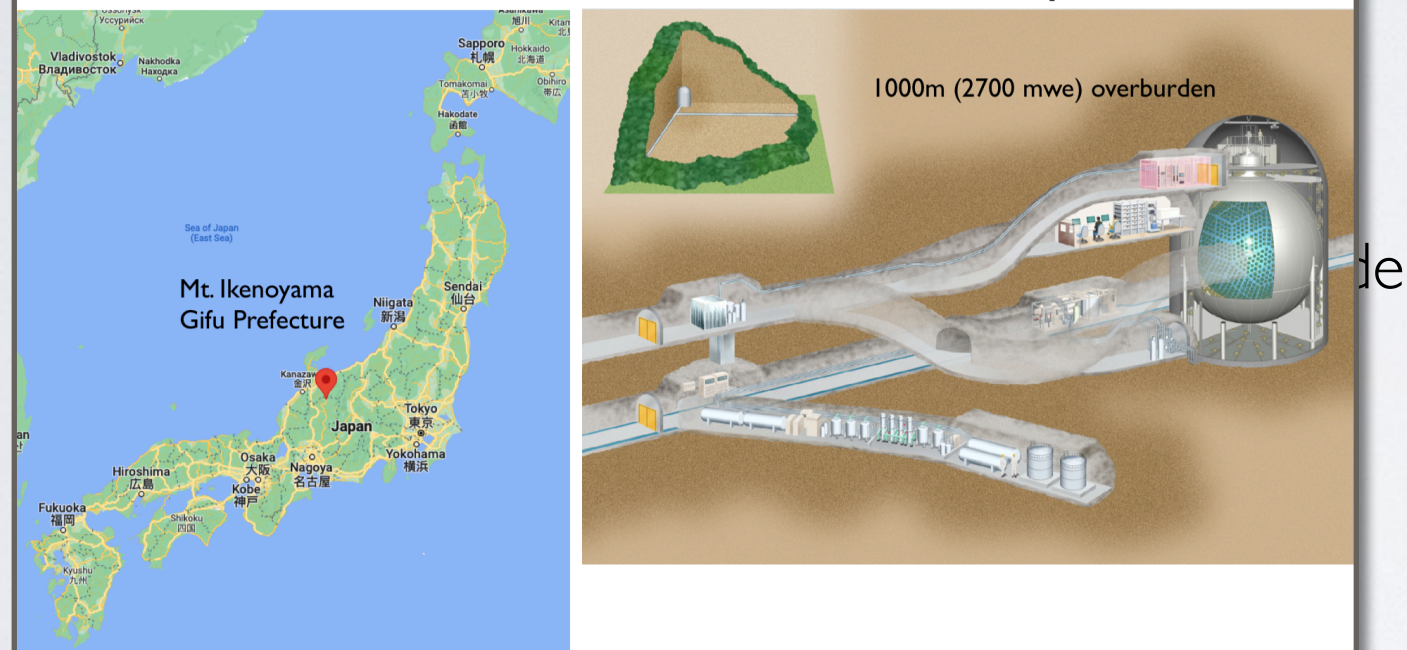 Уссурийск
旭川
Sapporo
札幌
Hokkaido
北海道
Vladivostok
Владивосток
Nakhodka
Находка
Tomakomai
苫小牧
Obihiro
帯広
Hakodate
函館
Sea of Japan
(East Sea)
1000m (2700 mwe) overburden
de
Mt. Ikenoyama
Gifu Prefecture
Sendai
仙台
Niigata
新潟
金沢
Tokyo
東京
Japan
Yokohama
横浜
Osaka
大阪
Nagoya
名古屋
Hiroshima
広島
Kobe
神戸
Fukuoka
福岡
Shikoku
四国
Kyushu
九州